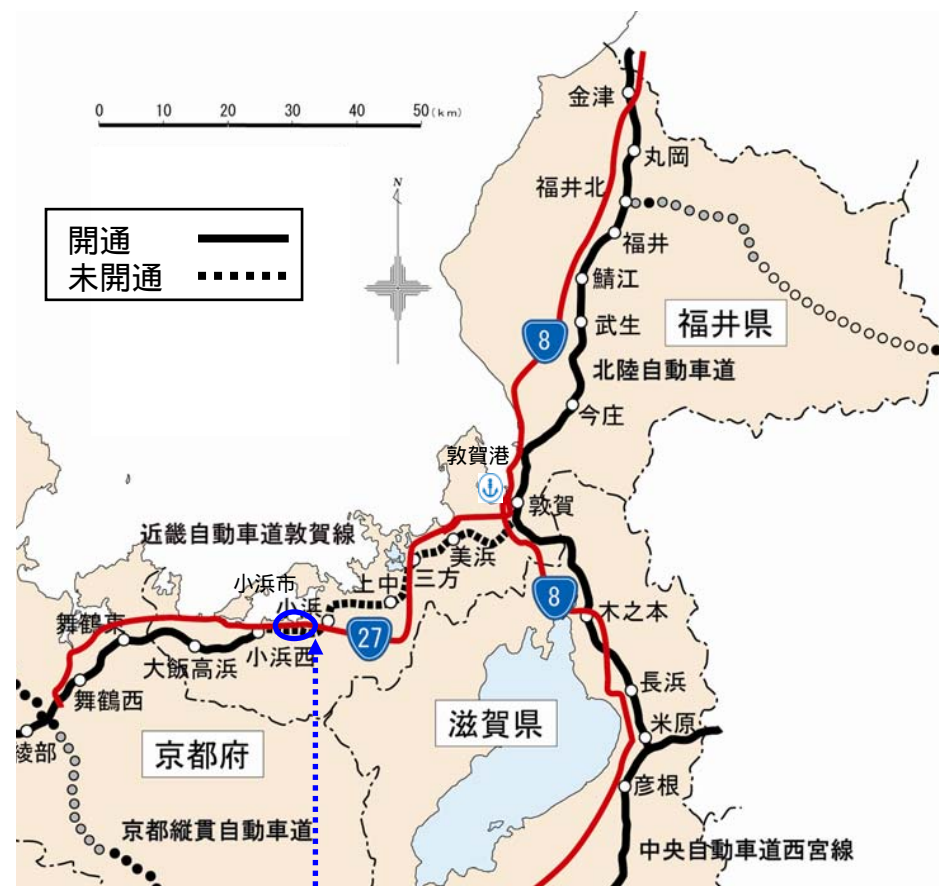 0 10 20 30 40 50 (km)
金津
丸岡
N
福井北
開通
福井
未開通
鯖江
武生
福井県
8
北陸自動車道
今庄
敦賀港
敦賀
近畿自動車道敦賀線
美浜
三方
小浜市
上中
小浜
8
木之本
舞鶴東
27
小浜西
大飯高浜
長浜
舞鶴西
滋賀県
米原
京都府
綾部
彦根
京都縦貫自動車道
中央自動車道西宮線